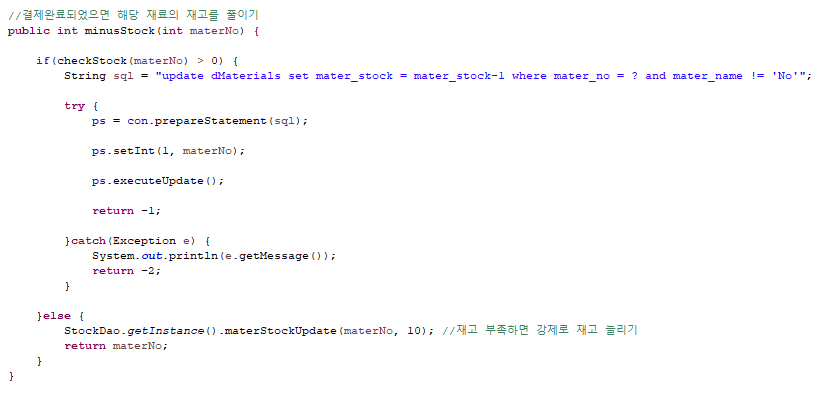 //결제완료되었으면 해당 재료의 재고를 줄이기
public int minusStock(int materNo) {
if(checkStock(materNo) > 0) {
String sql = "update dMaterials set mater_stock = mater_stock-1 where mater_no = ? and mater_name != 'No'";
try {
ps = con.prepareStatement(sql);
ps.setInt(1, materNo);
ps.executeUpdate();
return -1;
}catch(Exception e) {
System.out.println(e.getMessage());
return -2;
}
}else {
StockDao.getInstance().materStockUpdate(materNo, 10); //재고 부족하면 강제로 재고 늘리기
return materNo;
}
}